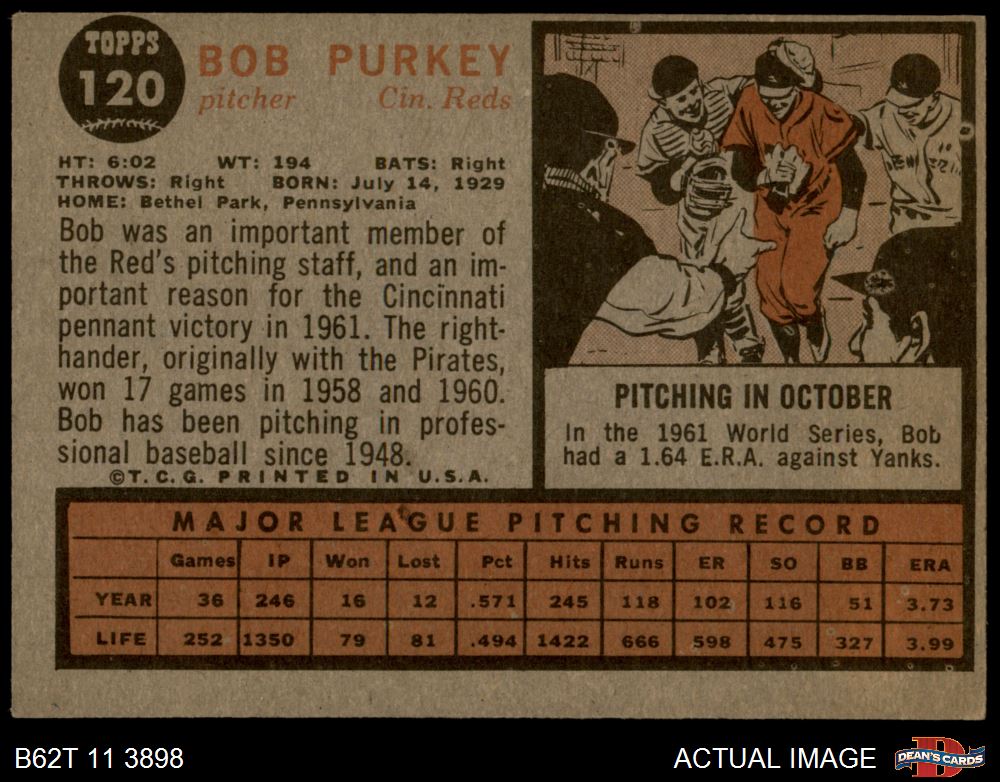 TOPPS
120
BOB PURKEY
pitcher Cin. Reds
HT: 6:02 WT: 194 BATS: Right
THROWS: Right BORN: July 14, 1929
HOME: Bethel Park, Pennsylvania
Bob was an important member of
the Red's pitching staff, and an im-
portant reason for the Cincinnati
pennant victory in 1961. The right-
hander, originally with the Pirates,
won 17 games in 1958 and 1960.
Bob has been pitching in profes-
sional baseball since 1948.
©T.C.G. PRINTED IN U.S.A.
PITCHING IN OCTOBER
In the 1961 World Series, Bob
had a 1.64 E.R.A. against Yanks.
MAJOR LEAGUE PITCHING RECORD
Games IP Won Lost Pct Hits Runs ER SO BB ERA
YEAR 36 246 16 12 .571 245 118 102 116 51 3.73
LIFE 252 1350 79 81 .494 1422 666 598 475 327 3.99
B62T 11 3898
ACTUAL IMAGE
DEAN'S CARDS